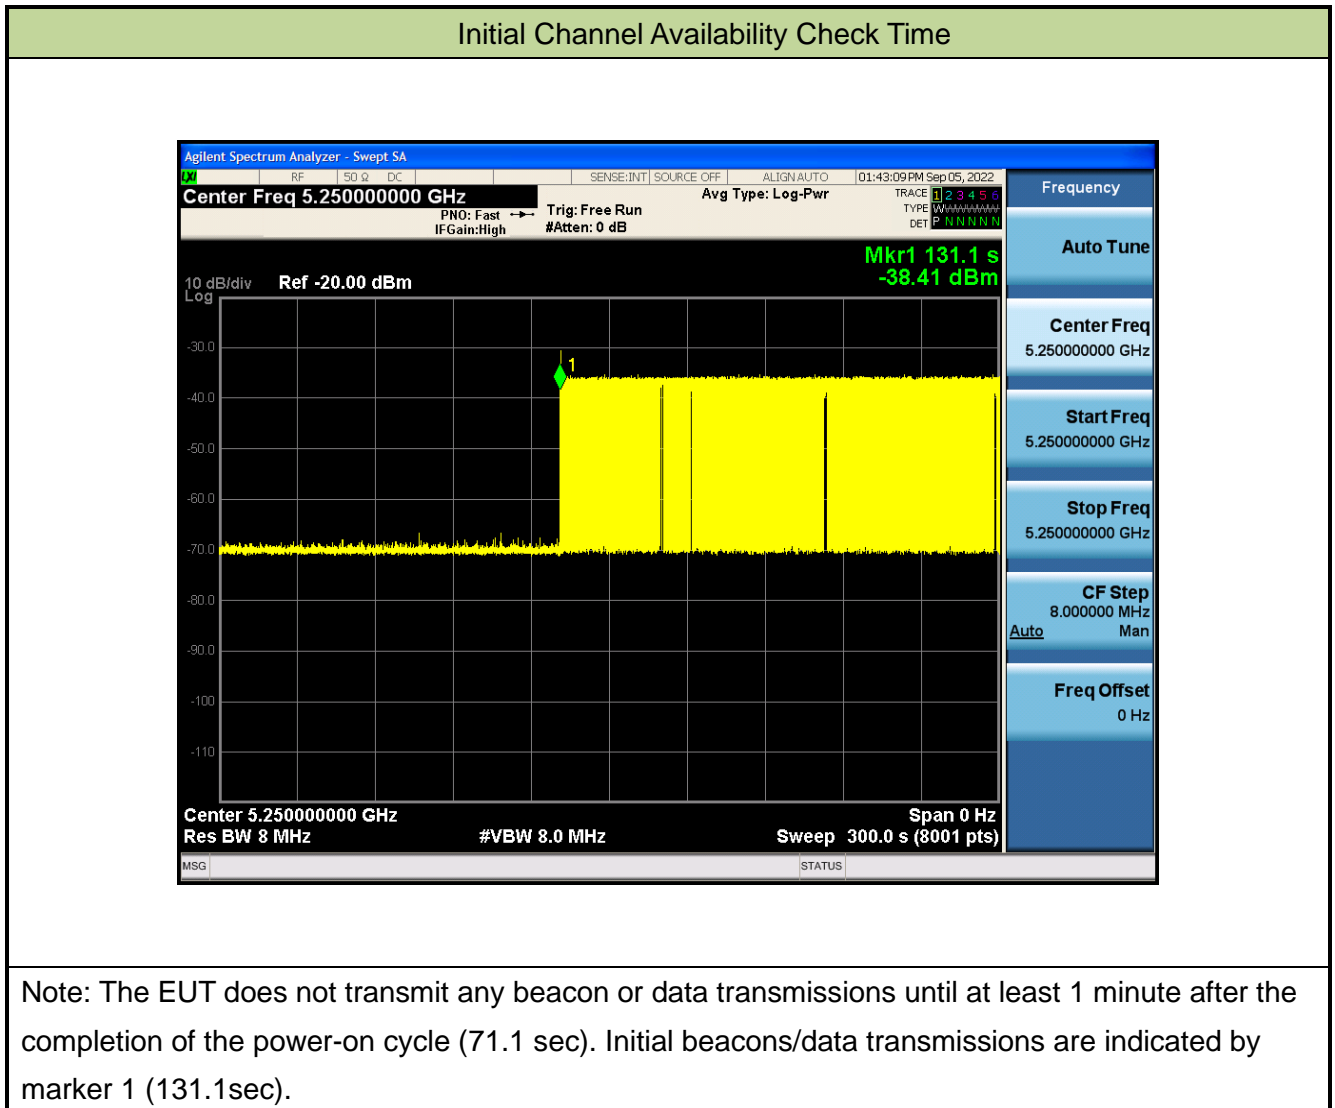 Initial Channel Availability Check Time
Agilent Spectrum Analyzer - Swept SA
LXI RF 50 Ω DC SENSE:INT SOURCE OFF ALIGN AUTO 01:43:09 PM Sep 05, 2022
Center Freq 5.250000000 GHz
PNO: Fast
IFGain:High
Trig: Free Run
#Atten: 0 dB
Avg Type: Log-Pwr
TRACE 1 2 3 4 5 6
TYPE W
DET P N N N N N
Mkr1 131.1 s
-38.41 dBm
10 dB/div
Log
Ref -20.00 dBm
1
-30.0
-40.0
-50.0
-60.0
-70.0
-80.0
-90.0
-100
-110
Center 5.250000000 GHz
Span 0 Hz
Res BW 8 MHz
#VBW 8.0 MHz
Sweep 300.0 s (8001 pts)
MSG
STATUS
Frequency
Auto Tune
Center Freq
5.250000000 GHz
Start Freq
5.250000000 GHz
Stop Freq
5.250000000 GHz
CF Step
8.000000 MHz
Auto Man
Freq Offset
0 Hz
Note: The EUT does not transmit any beacon or data transmissions until at least 1 minute after the
completion of the power-on cycle (71.1 sec). Initial beacons/data transmissions are indicated by
marker 1 (131.1sec).